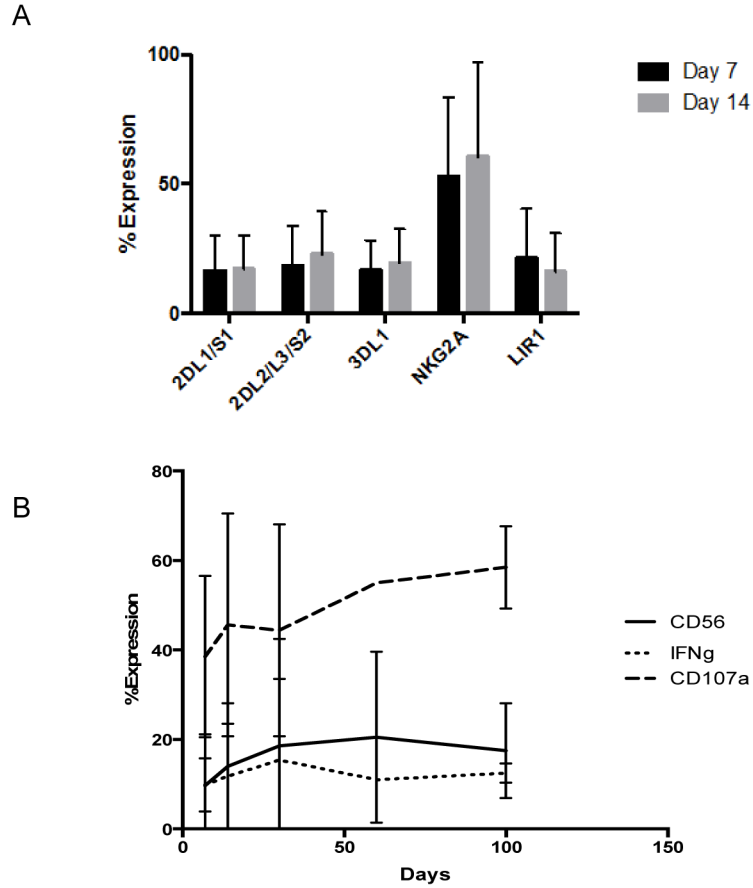 A
100
50
0
% Expression
Day 7
Day 14
2DL1/S1
2DL2/L3/S2
3DL1
NKG2A
LIR1
B
80
60
40
20
0
%Expression
0
50
100
150
Days
CD56
IFNg
CD107a